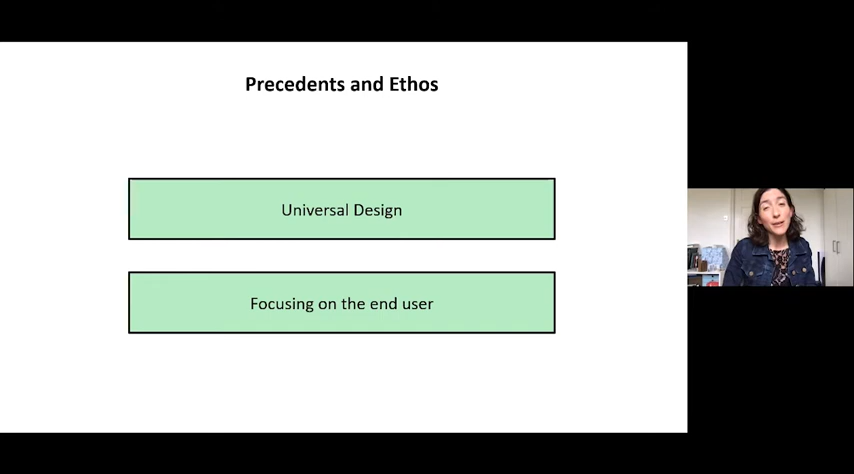 Precedents and Ethos
Universal Design
Focusing on the end user